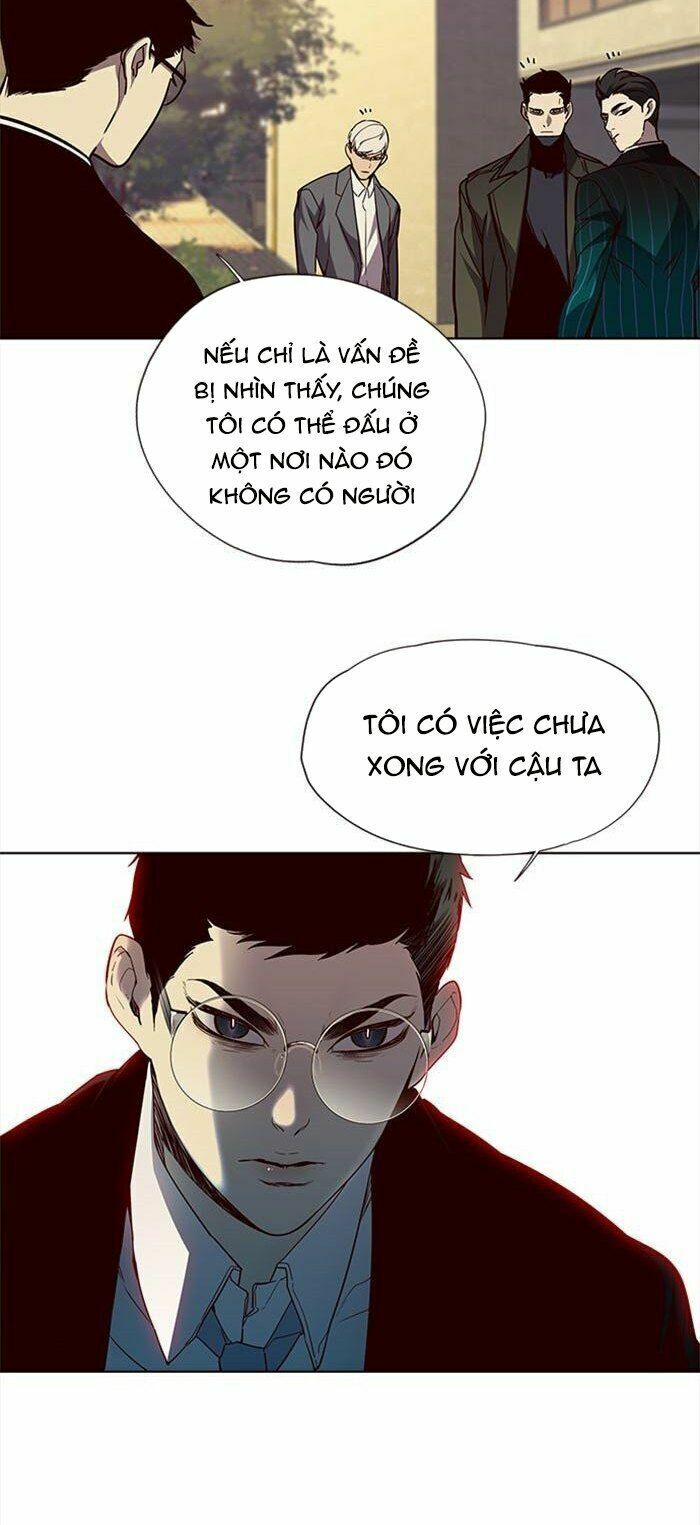 NẾU CHỈ LÀ VẤN ĐỀ
BỊ NHÌN THẤY, CHÚNG
TÔI CÓ THỂ ĐẤU Ở
MỘT NƠI NÀO ĐÓ
KHÔNG CÓ NGƯỜI
TÔI CÓ VIỆC CHƯA
XONG VỚI CẬU TA